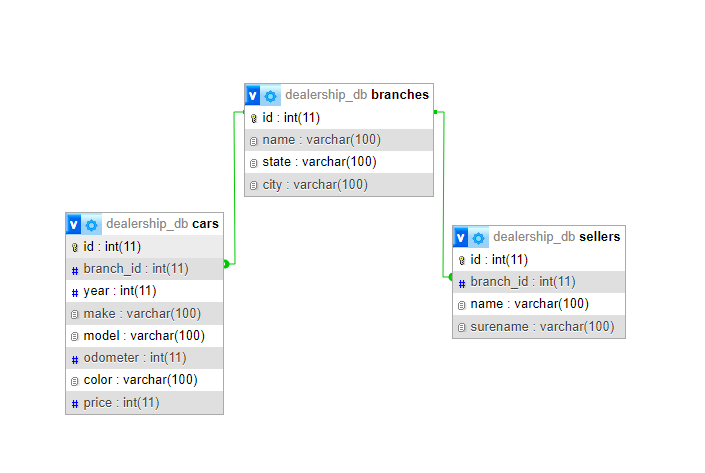 v dealership_db branches
id : int(11)
name : varchar(100)
state : varchar(100)
city : varchar(100)
v dealership_db cars
id : int(11)
# branch_id : int(11)
# year : int(11)
make : varchar(100)
model : varchar(100)
# odometer : int(11)
color : varchar(100)
# price : int(11)
v dealership_db sellers
id : int(11)
# branch_id : int(11)
name : varchar(100)
surename : varchar(100)